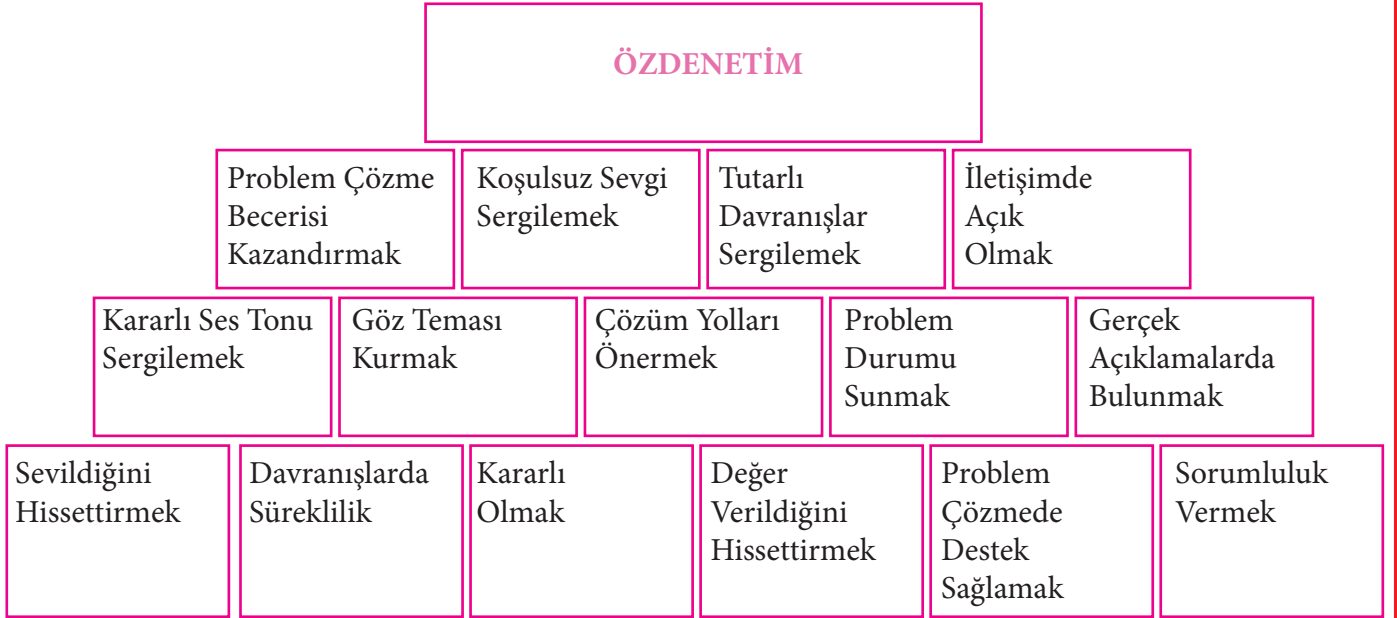 ÖZDENETİM
Problem Çözme
Becerisi
Kazandırmak
Koşulsuz Sevgi
Sergilemek
Tutarlı
Davranışlar
Sergilemek
İletişimde
Açık
Olmak
Kararlı Ses Tonu
Sergilemek
Göz Teması
Kurmak
Çözüm Yolları
Önermek
Problem
Durumu
Sunmak
Gerçek
Açıklamalarda
Bulunmak
Sevildiğini
Hissettirmek
Davranışlarda
Süreklilik
Kararlı
Olmak
Değer
Verildiğini
Hissettirmek
Problem
Çözmede
Destek
Sağlamak
Sorumluluk
Vermek